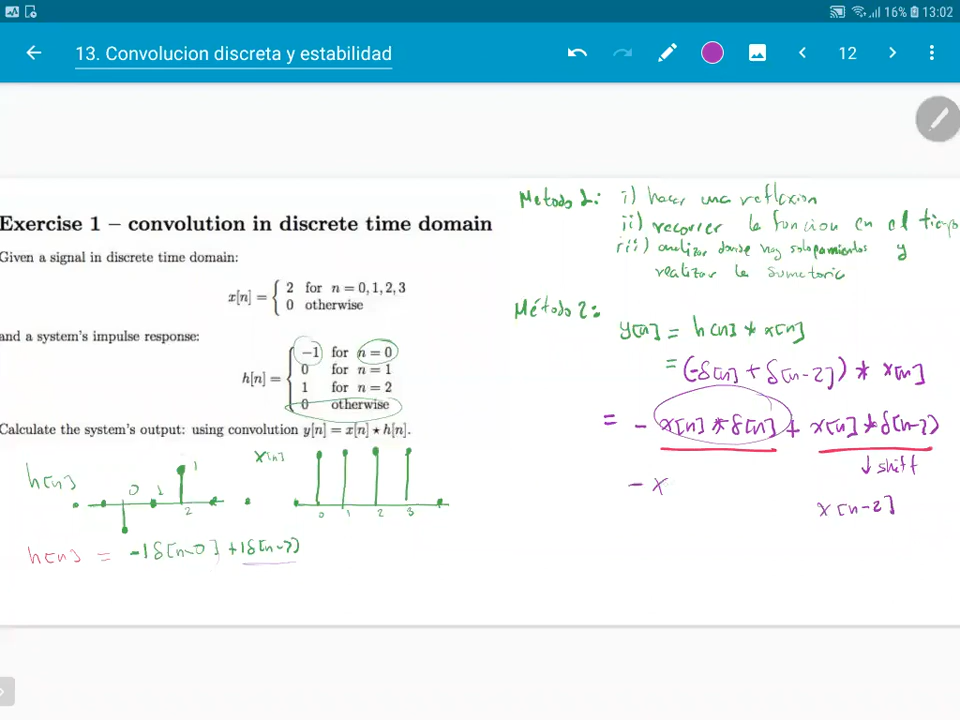 16% 13:02
13. Convolucion discreta y estabilidad
12
Exercise 1 – convolution in discrete time domain
Given a signal in discrete time domain:
x[n] = { 2 for n = 0, 1, 2, 3
0 otherwise
and a system's impulse response:
h[n] = { −1 for n = 0
0 for n = 1
1 for n = 2
0 otherwise
Calculate the system's output: using convolution y[n] = x[n] ⋆ h[n].
h[n]
0 1 1
2
x[n]
0 1 2 3
h[n] = -1δ[n-0] + 1δ[n-2]
Metodo 1: i) hacer una reflexion
ii) recorrer la funcion en el tiempo
iii) analizar donde hay solapamientos y
realizar la sumatoria
Método 2:
y[n] = h[n] * x[n]
= (-δ[n] + δ[n-2]) * x[n]
= - x[n] * δ[n] + x[n] * δ[n-2]
↓ shift
- x
x[n-2]